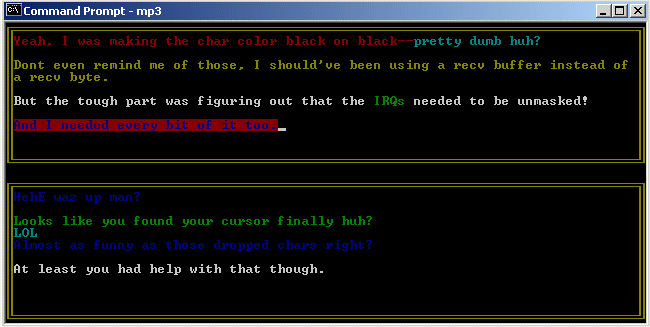 Command Prompt - mp3
Yeah, I was making the char color black on black--pretty dumb huh?
Dont even remind me of those, I should've been using a recv buffer instead of
a recv byte.
But the tough part was figuring out that the IRQs needed to be unmasked!
And I needed every bit of it too.
HehE waz up man?
Looks like you found your cursor finally huh?
LOL
Almost as funny as those dropped chars right?
At least you had help with that though.